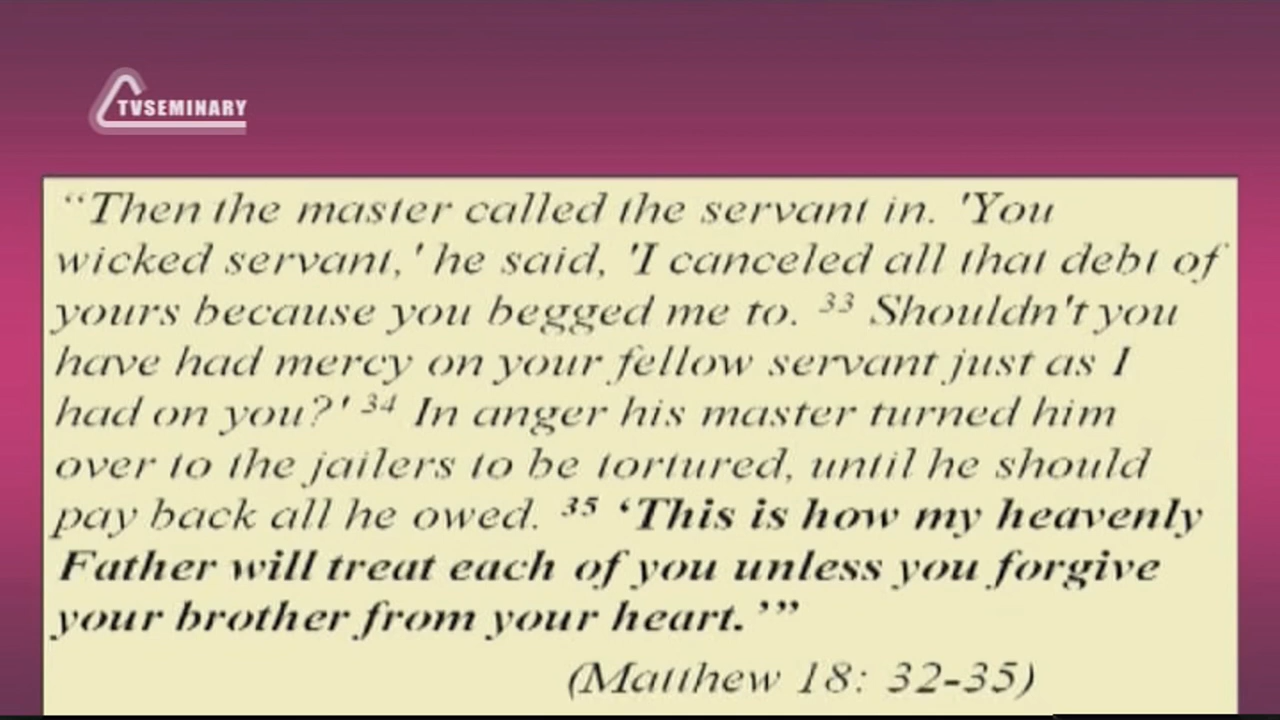 TVSEMINARY
“Then the master called the servant in. 'You
wicked servant,' he said, 'I canceled all that debt of
yours because you begged me to. 33 Shouldn't you
have had mercy on your fellow servant just as I
had on you?' 34 In anger his master turned him
over to the jailers to be tortured, until he should
pay back all he owed. 35 ‘This is how my heavenly
Father will treat each of you unless you forgive
your brother from your heart.’”
(Matthew 18: 32-35)